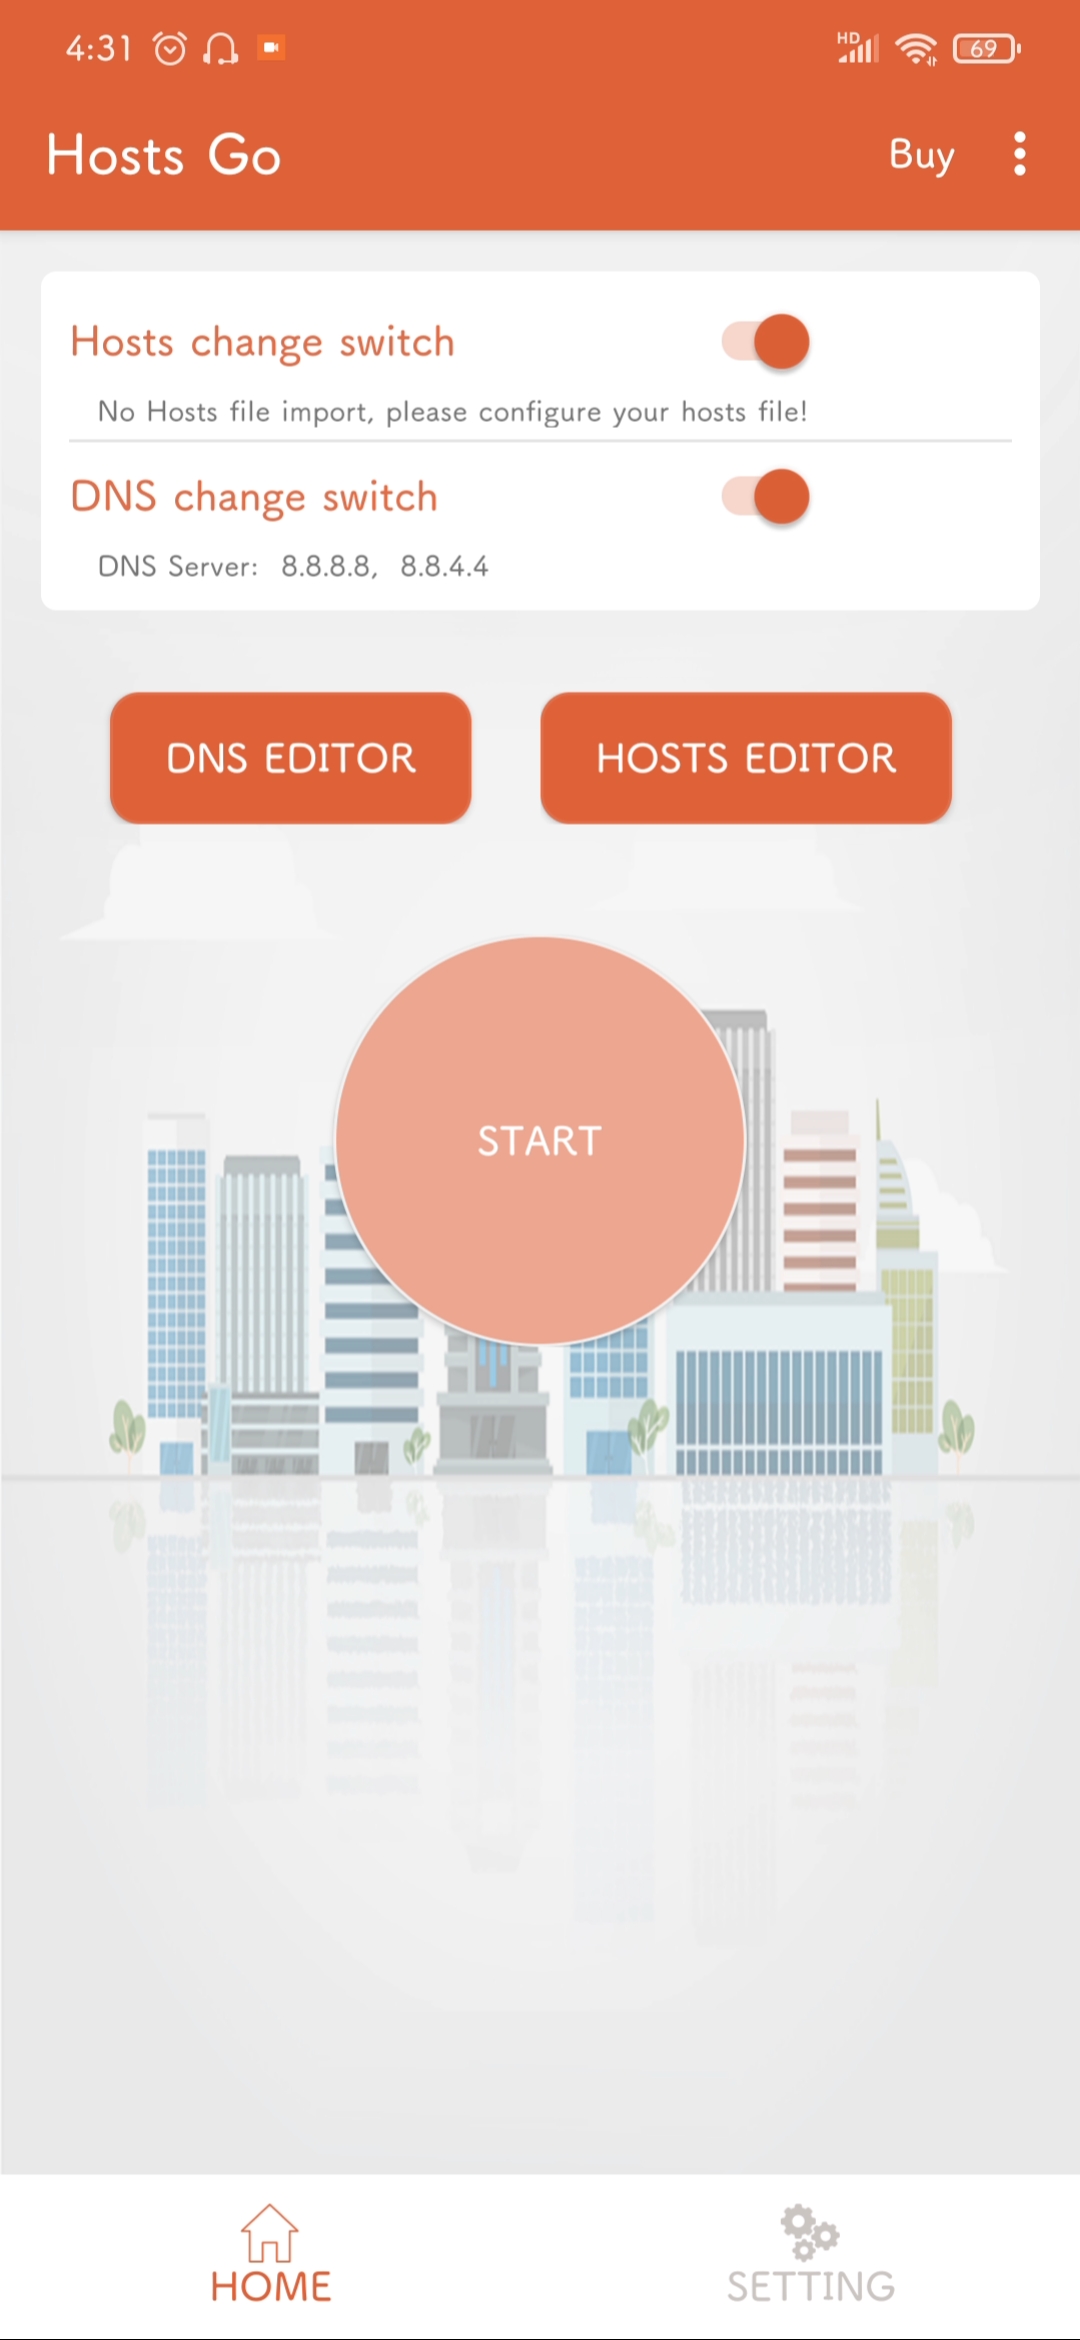 4:31 HD 69
Hosts Go Buy
Hosts change switch
No Hosts file import, please configure your hosts file!
DNS change switch
DNS Server: 8.8.8.8, 8.8.4.4
DNS EDITOR HOSTS EDITOR
START
HOME SETTING